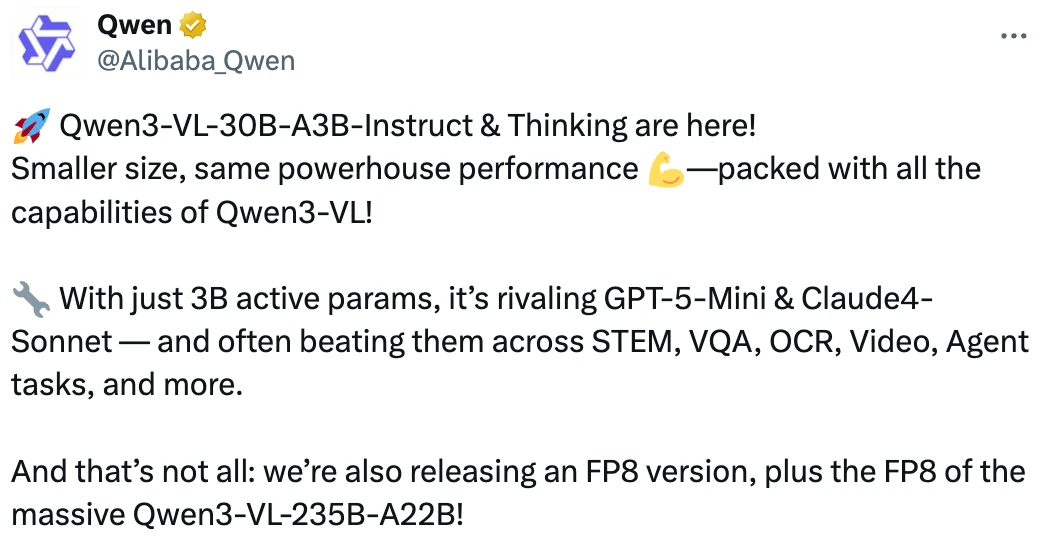 Qwen
@Alibaba_Qwen
🚀 Qwen3-VL-30B-A3B-Instruct & Thinking are here!
Smaller size, same powerhouse performance 💪—packed with all the
capabilities of Qwen3-VL!
🔧 With just 3B active params, it’s rivaling GPT-5-Mini & Claude4-
Sonnet — and often beating them across STEM, VQA, OCR, Video, Agent
tasks, and more.
And that’s not all: we’re also releasing an FP8 version, plus the FP8 of the
massive Qwen3-VL-235B-A22B!